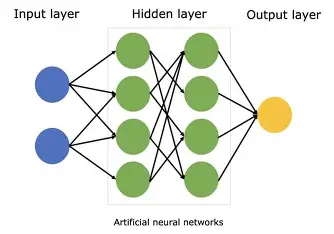 Input layer
Hidden layer
Output layer
Artificial neural networks